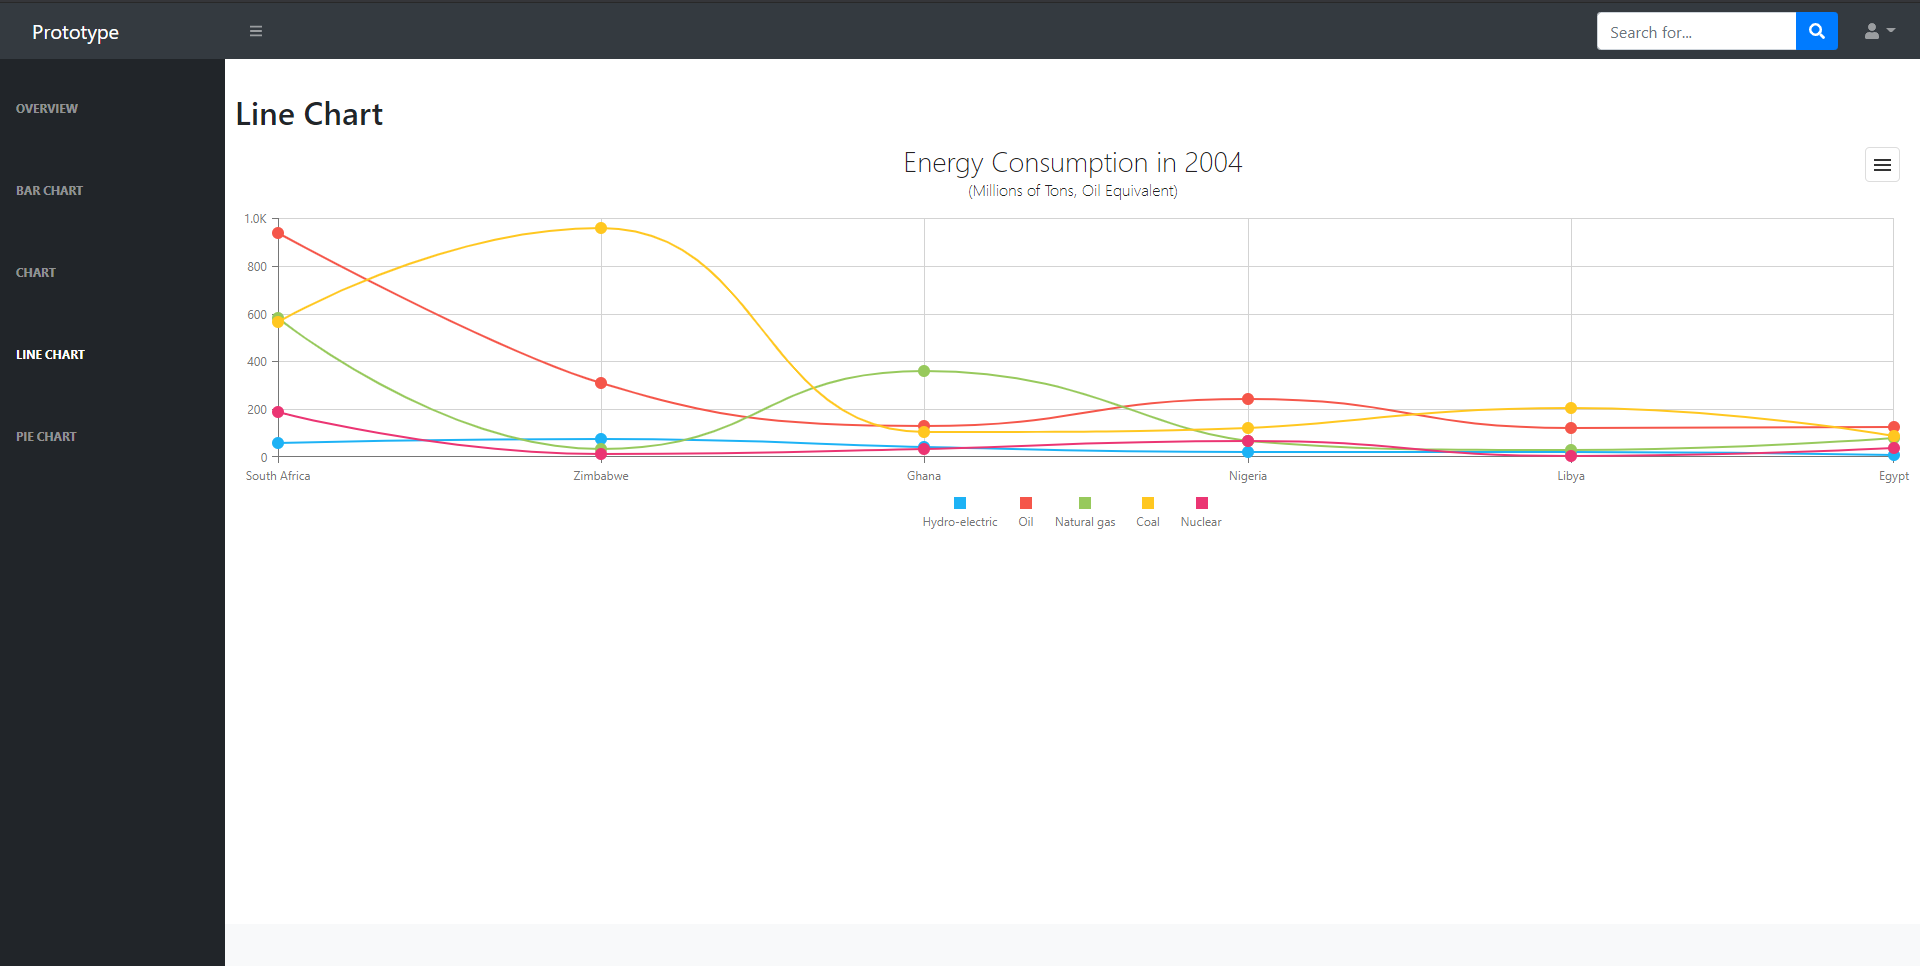 Prototype
Search for...
OVERVIEW
BAR CHART
CHART
LINE CHART
PIE CHART
Line Chart
Energy Consumption in 2004
(Millions of Tons, Oil Equivalent)
1.0K
800
600
400
200
0
South Africa
Zimbabwe
Ghana
Nigeria
Libya
Egypt
Hydro-electric
Oil
Natural gas
Coal
Nuclear